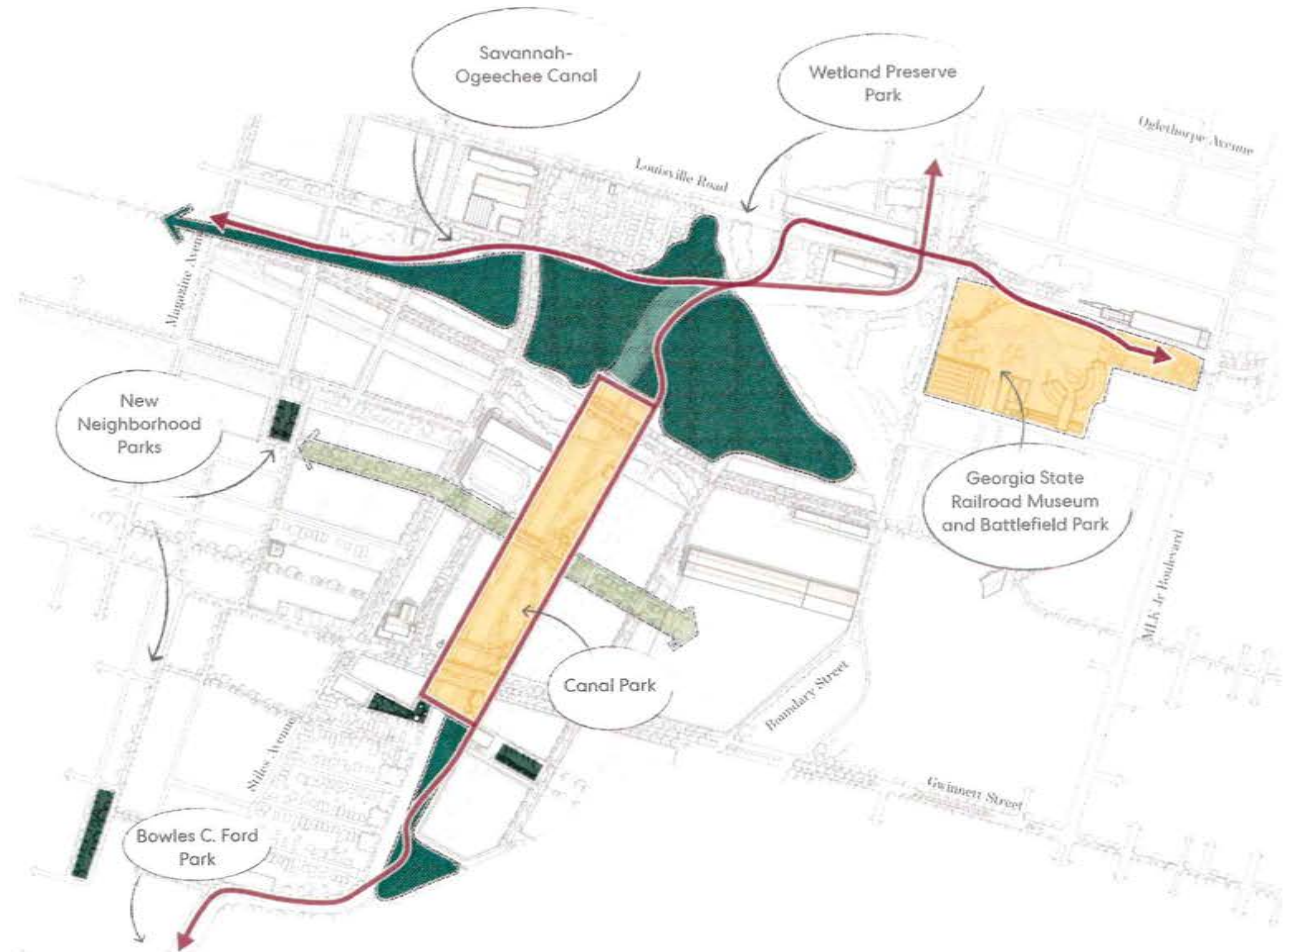 Savannah-
Ogeechee Canal
Wetland Preserve
Park
Oglethorpe Avenue
Louisville Road
Magazine Avenue
New
Neighborhood
Parks
Georgia State
Railroad Museum
and Battlefield Park
MLK Jr Boulevard
Canal Park
Boundary Street
Stiles Avenue
Gwinnett Street
Bowles C. Ford
Park